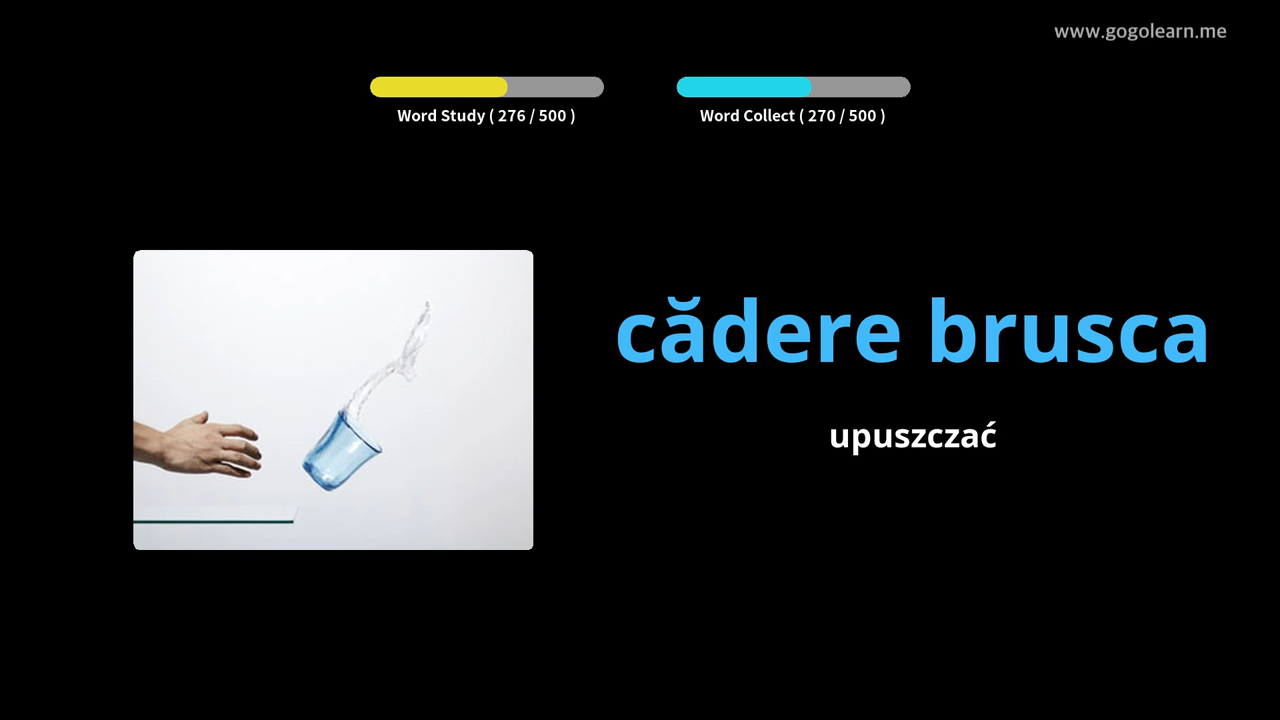 www.gogolearn.me
Word Study ( 276 / 500 )
Word Collect ( 270 / 500 )
cădere brusca
upuszczać